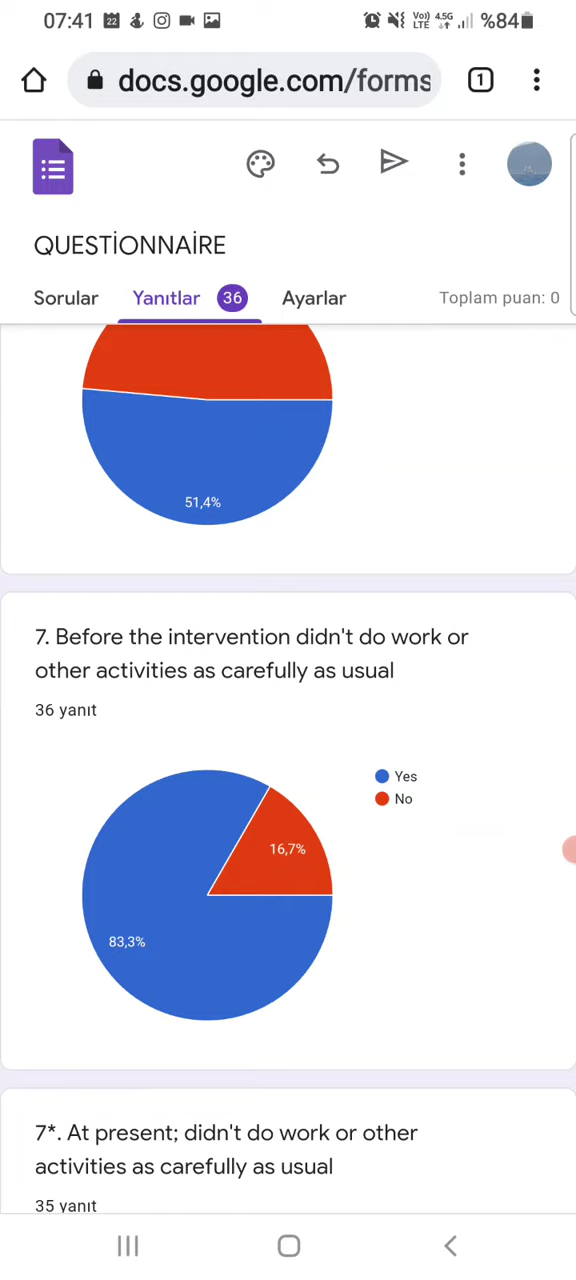 07:41 22 Vo)) LTE 4.5G %84
docs.google.com/forms 1
QUESTİONNAİRE
Sorular Yanıtlar 36 Ayarlar Toplam puan: 0
51,4%
7. Before the intervention didn't do work or
other activities as carefully as usual
36 yanıt
Yes
No
16,7%
83,3%
7*. At present; didn't do work or other
activities as carefully as usual
35 yanıt